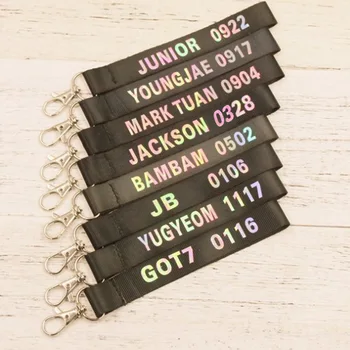 JUNIOR 0922
YOUNGJAE 0917
MARK TUAN 0904
JACKSON 0328
BAMBAM 0502
JB 0106
YUGYEOM 1117
GOT7 0116